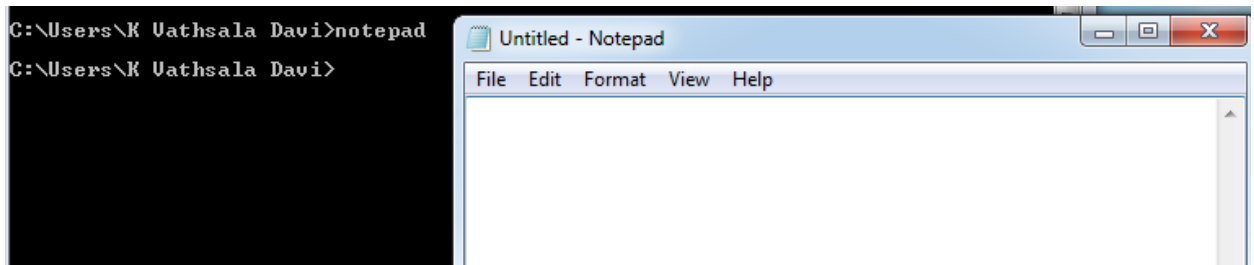 C:\Users\K Vathsala Davi>notepad
C:\Users\K Vathsala Davi>
Untitled - Notepad
File Edit Format View Help